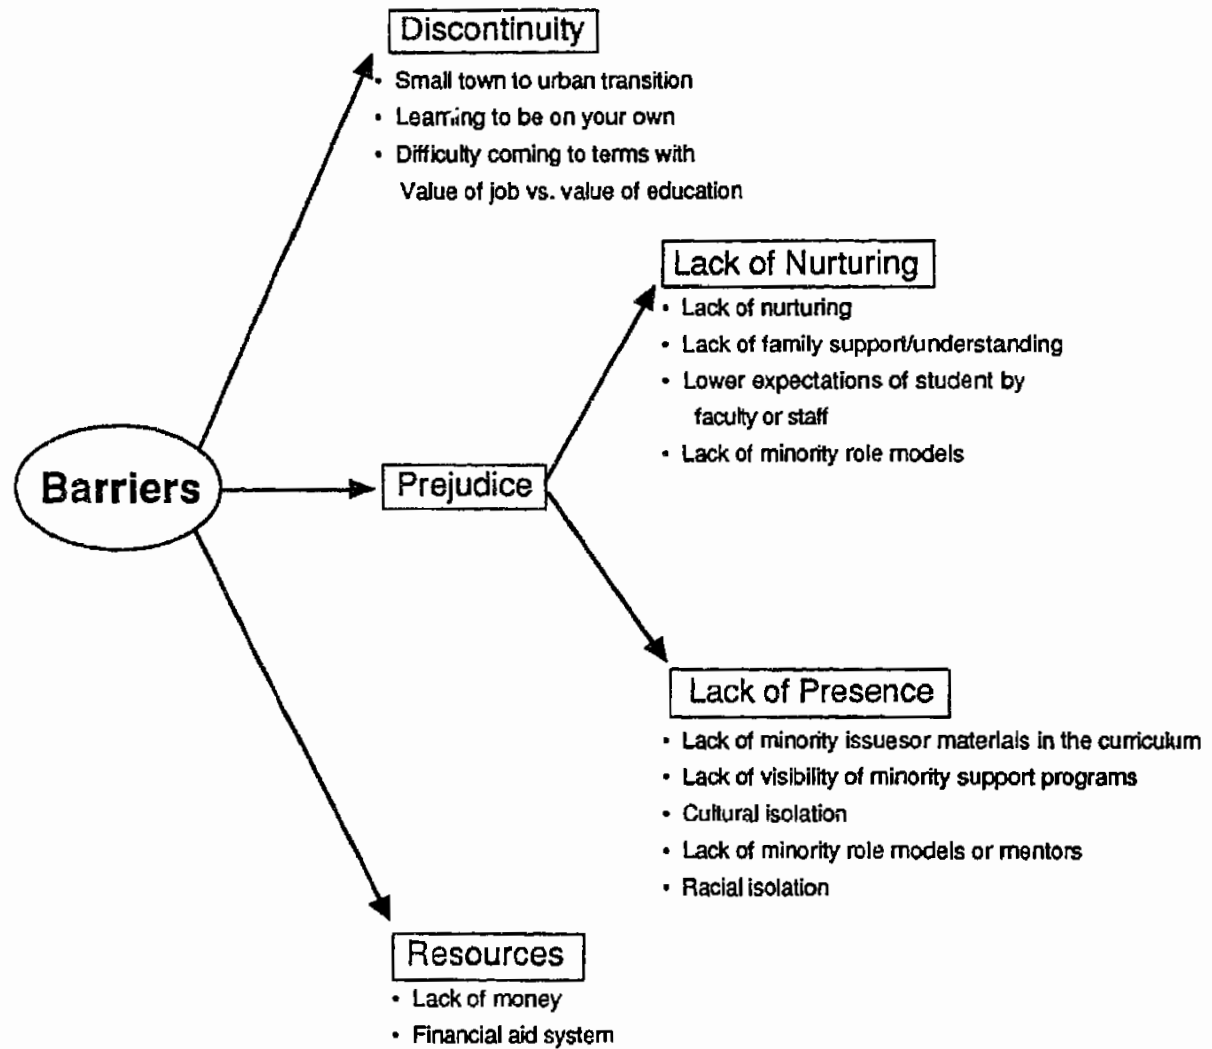 Discontinuity
• Small town to urban transition
• Learning to be on your own
• Difficulty coming to terms with
Value of job vs. value of education
Lack of Nurturing
• Lack of nurturing
• Lack of family support/understanding
• Lower expectations of student by
faculty or staff
• Lack of minority role models
Barriers
Prejudice
Lack of Presence
• Lack of minority issuesor materials in the curriculum
• Lack of visibility of minority support programs
• Cultural isolation
• Lack of minority role models or mentors
• Racial isolation
Resources
• Lack of money
• Financial aid system